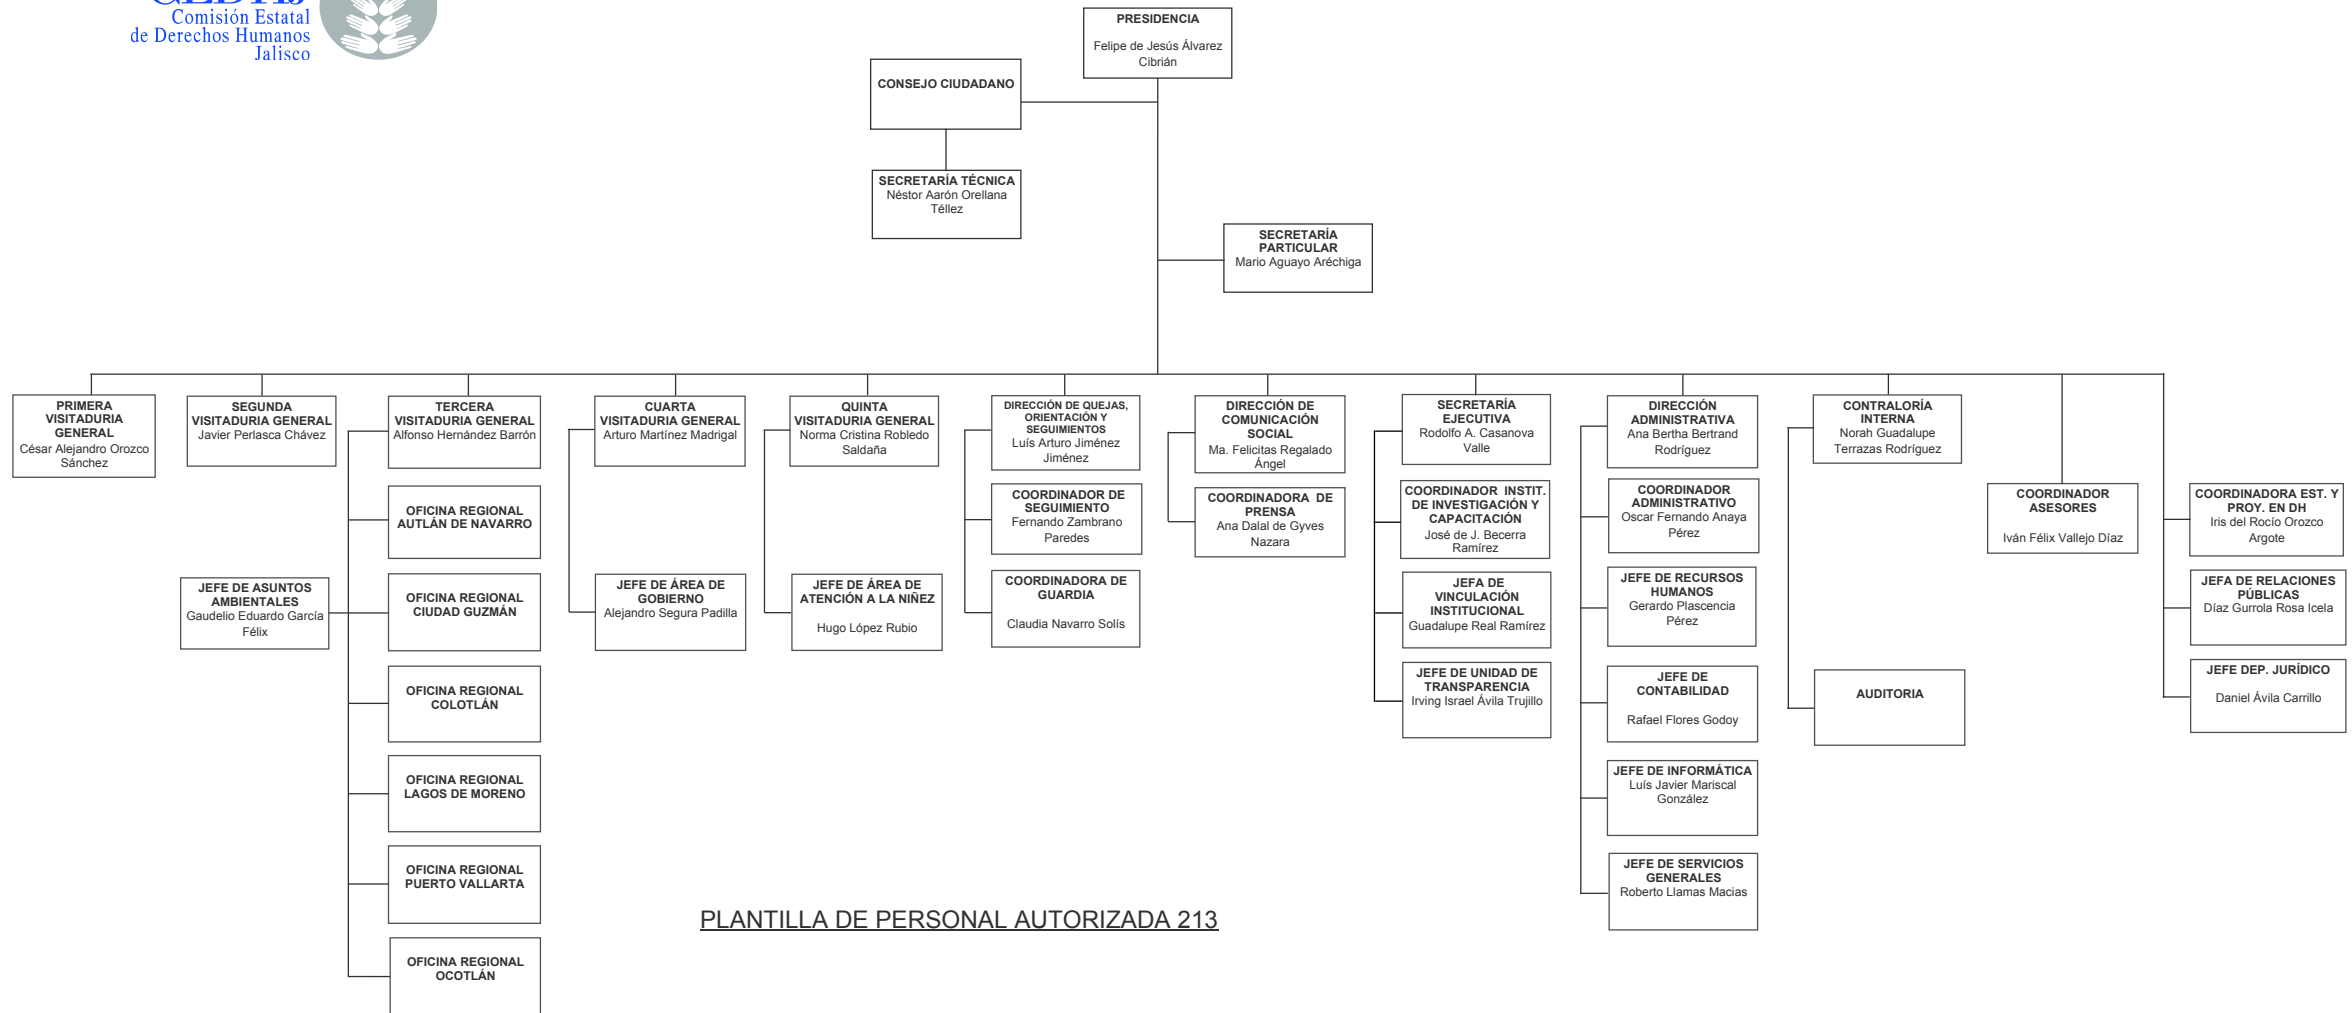 Comisión Estatal
de Derechos Humanos
Jalisco
PRESIDENCIA
Felipe de Jesús Álvarez
Cibrián
CONSEJO CIUDADANO
SECRETARÍA TÉCNICA
Néstor Aarón Orellana
Téllez
SECRETARÍA
PARTICULAR
Mario Aguayo Aréchiga
PRIMERA
VISITADURIA
GENERAL
César Alejandro Orozco
Sánchez
SEGUNDA
VISITADURIA GENERAL
Javier Perlasca Chávez
TERCERA
VISITADURIA GENERAL
Alfonso Hernández Barrón
OFICINA REGIONAL
AUTLÁN DE NAVARRO
JEFE DE ASUNTOS
AMBIENTALES
Gaudelio Eduardo García
Félix
OFICINA REGIONAL
CIUDAD GUZMÁN
OFICINA REGIONAL
COLOTLÁN
OFICINA REGIONAL
LAGOS DE MORENO
OFICINA REGIONAL
PUERTO VALLARTA
OFICINA REGIONAL
OCOTLÁN
CUARTA
VISITADURIA GENERAL
Arturo Martínez Madrigal
JEFE DE ÁREA DE
GOBIERNO
Alejandro Segura Padilla
QUINTA
VISITADURIA GENERAL
Norma Cristina Robledo
Saldaña
JEFE DE ÁREA DE
ATENCIÓN A LA NIÑEZ
Hugo López Rubio
DIRECCIÓN DE QUEJAS,
ORIENTACIÓN Y
SEGUIMIENTOS
Luís Arturo Jiménez
Jiménez
COORDINADOR DE
SEGUIMIENTO
Fernando Zambrano
Paredes
COORDINADORA DE
GUARDIA
Claudia Navarro Solís
DIRECCIÓN DE
COMUNICACIÓN
SOCIAL
Ma. Felicitas Regalado
Ángel
COORDINADORA DE
PRENSA
Ana Dalal de Gyves
Nazara
SECRETARÍA
EJECUTIVA
Rodolfo A. Casanova
Valle
COORDINADOR INSTIT.
DE INVESTIGACIÓN Y
CAPACITACIÓN
José de J. Becerra
Ramírez
JEFA DE
VINCULACIÓN
INSTITUCIONAL
Guadalupe Real Ramírez
JEFE DE UNIDAD DE
TRANSPARENCIA
Irving Israel Ávila Trujillo
DIRECCIÓN
ADMINISTRATIVA
Ana Bertha Bertrand
Rodríguez
COORDINADOR
ADMINISTRATIVO
Oscar Fernando Anaya
Pérez
JEFE DE RECURSOS
HUMANOS
Gerardo Plascencia
Pérez
JEFE DE
CONTABILIDAD
Rafael Flores Godoy
JEFE DE INFORMÁTICA
Luís Javier Mariscal
González
JEFE DE SERVICIOS
GENERALES
Roberto Llamas Macias
CONTRALORÍA
INTERNA
Norah Guadalupe
Terrazas Rodríguez
AUDITORIA
COORDINADOR
ASESORES
Iván Félix Vallejo Díaz
COORDINADORA EST. Y
PROY. EN DH
Iris del Rocío Orozco
Argote
JEFA DE RELACIONES
PÚBLICAS
Díaz Gurrola Rosa Icela
JEFE DEP. JURÍDICO
Daniel Ávila Carrillo
PLANTILLA DE PERSONAL AUTORIZADA 213